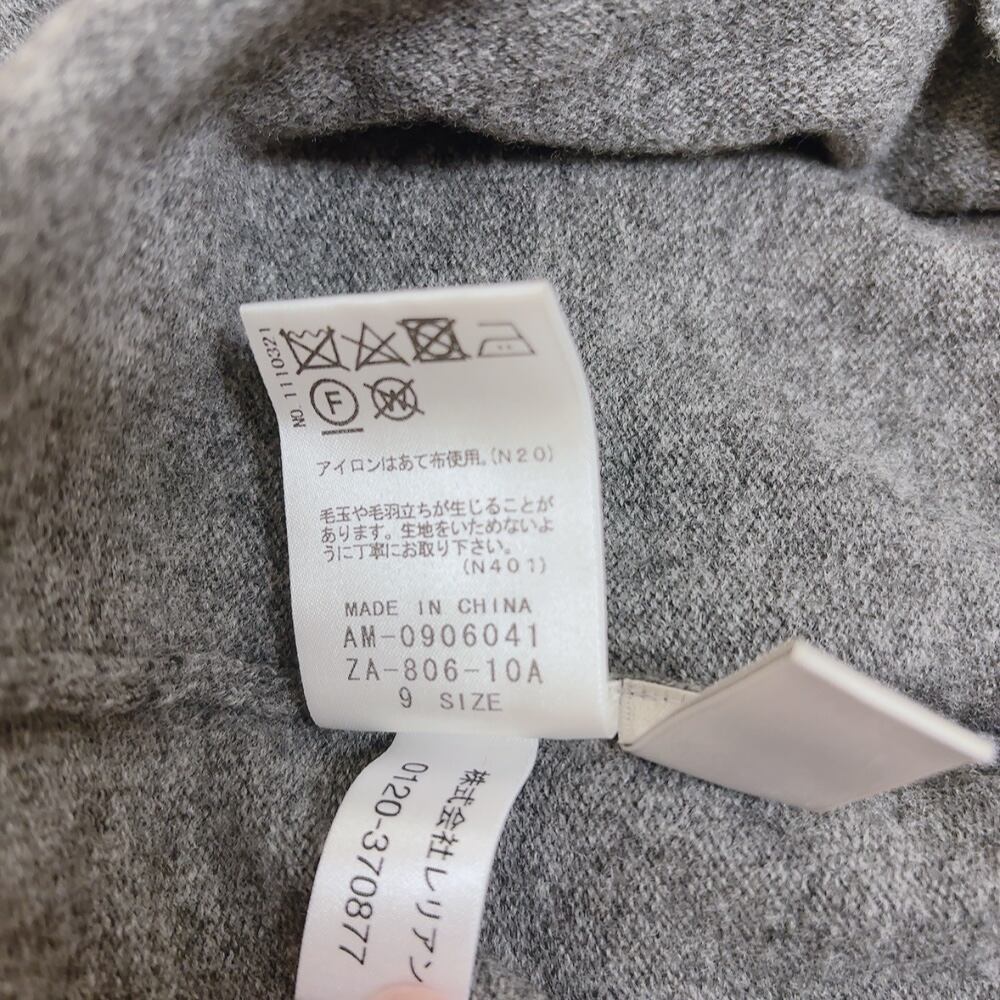 NO.1110321
F
W
アイロンはあて布使用。(N20)
毛玉や毛羽立ちが生じることが
あります。生地をいためないよ
うに丁寧にお取り下さい。
(N401)
MADE IN CHINA
AM-0906041
ZA-806-10A
9 SIZE
株式会社レリアン
0120-370877